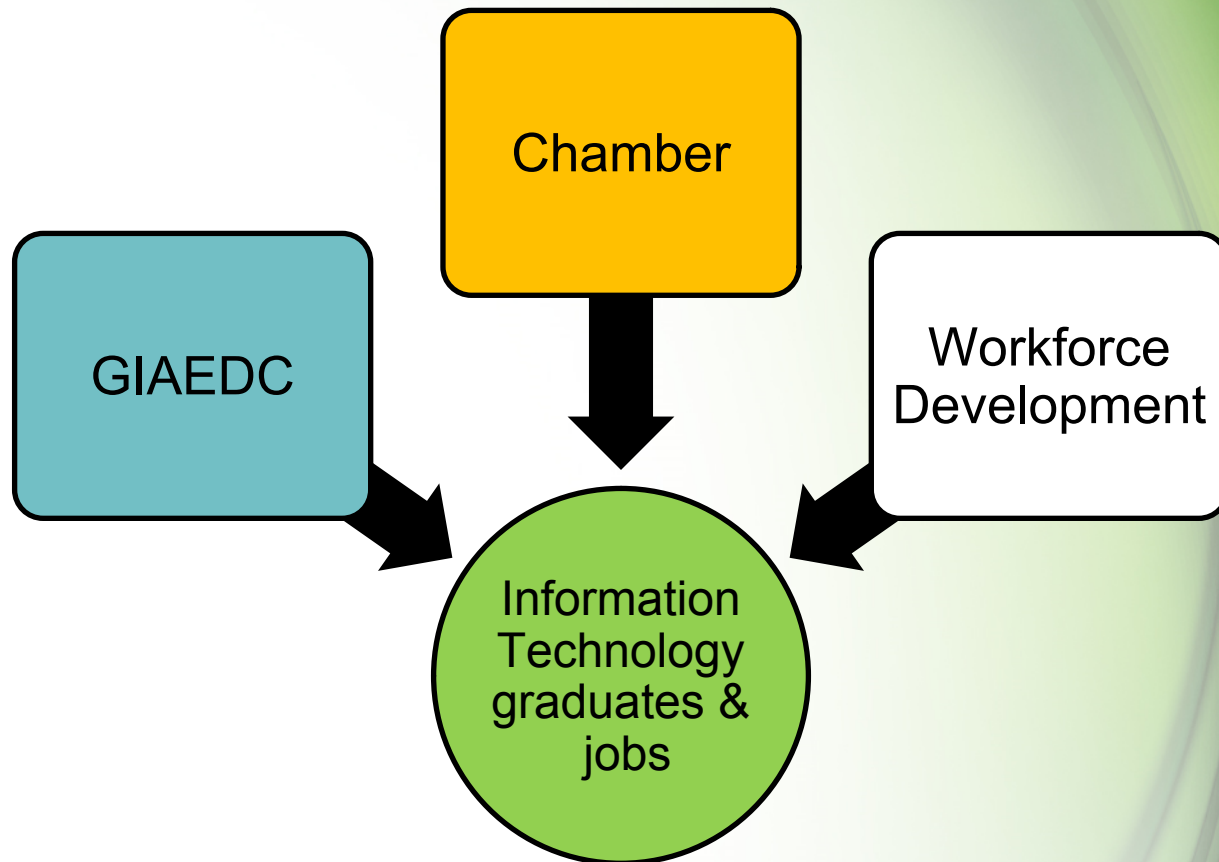 Chamber
GIAEDC
Workforce
Development
Information
Technology
graduates &
jobs